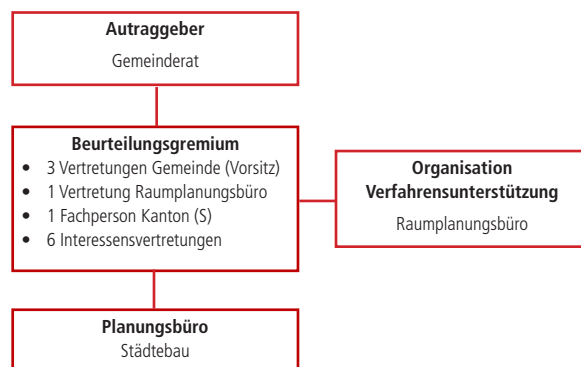 Autraggeber
Gemeinderat
Beurteilungsgremium
• 3 Vertretungen Gemeinde (Vorsitz)
• 1 Vertretung Raumplanungsbüro
• 1 Fachperson Kanton (S)
• 6 Interessensvertretungen
Organisation
Verfahrensunterstützung
Raumplanungsbüro
Planungsbüro
Städtebau